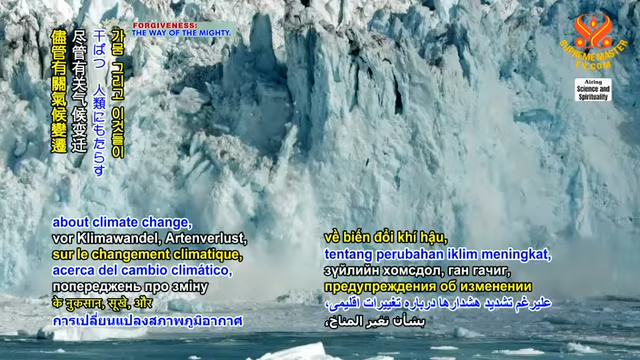 FORGIVENESS:
THE WAY OF THE MIGHTY.
SUPREME MASTER
TV.COM
Airing
Science and
Spirituality
가뭄 그리고 이것들이
干ばつ 人類にもたらす
尽管有关气候变迁
儘管有關氣候變遷
about climate change,
vor Klimawandel, Artenverlust,
sur le changement climatique,
acerca del cambio climático,
попереджень про зміну
के नुकसान, सूखे, और
การเปลี่ยนแปลงสภาพภูมิอากาศ
về biến đổi khí hậu,
tentang perubahan iklim meningkat,
зүйлийн хомсдол, ган гачиг,
предупреждения об изменении
علیرغم تشدید هشدارها درباره تغییرات اقلیمی،
بشأن تغير المناخ،